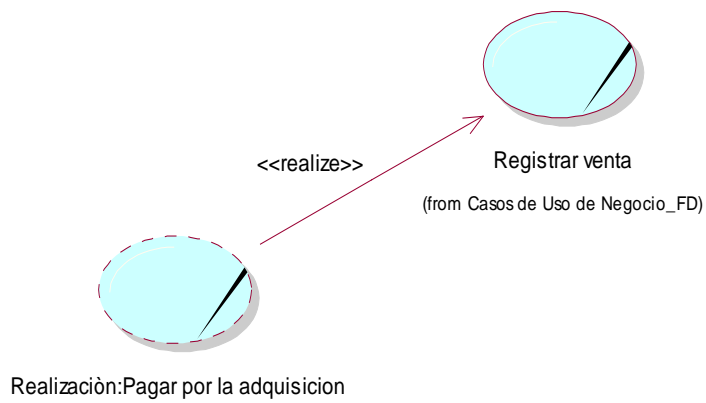 <<realize>>
Registrar venta
(from Casos de Uso de Negocio_FD)
Realizaciòn:Pagar por la adquisicion